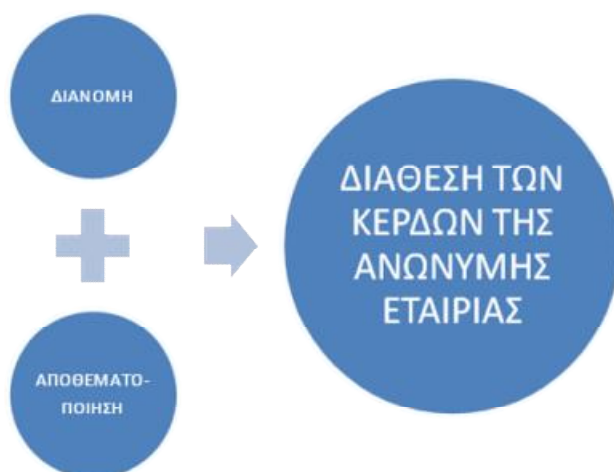 ΔΙΑΝΟΜΗ
ΑΠΟΘΕΜΑΤΟ-
ΠΟΙΗΣΗ
ΔΙΑΘΕΣΗ ΤΩΝ
ΚΕΡΔΩΝ ΤΗΣ
ΑΝΩΝΥΜΗΣ
ΕΤΑΙΡΙΑΣ